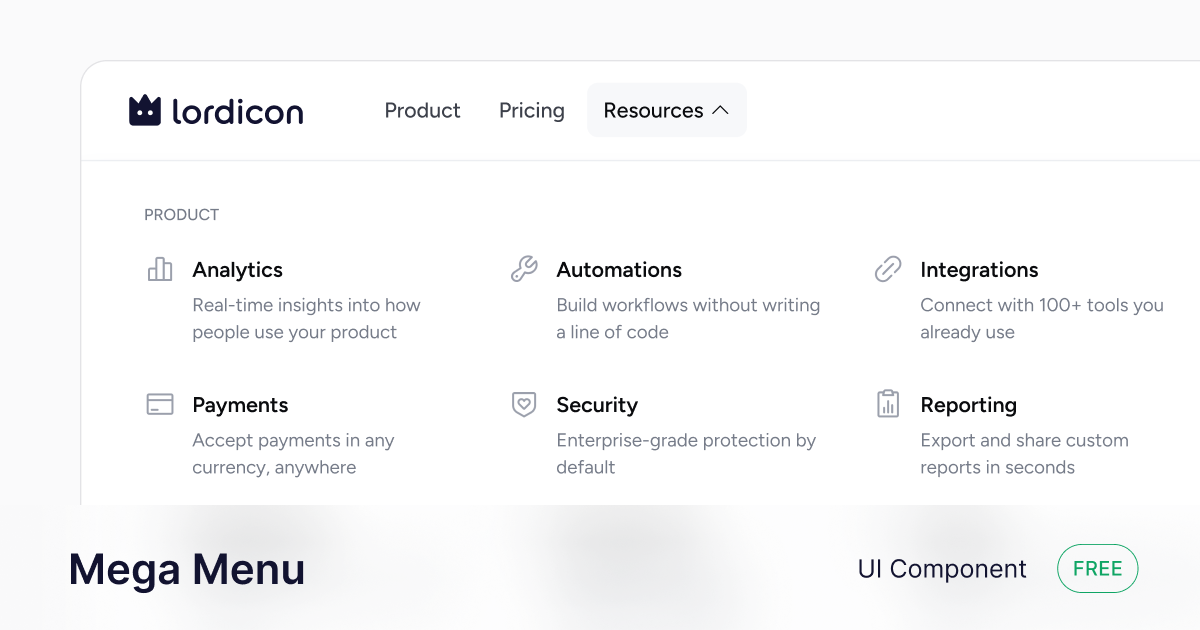 lordicon
Product
Pricing
Resources
PRODUCT
Analytics
Real-time insights into how
people use your product
Automations
Build workflows without writing
a line of code
Integrations
Connect with 100+ tools you
already use
Payments
Accept payments in any
currency, anywhere
Security
Enterprise-grade protection by
default
Reporting
Export and share custom
reports in seconds
Mega Menu
UI Component
FREE